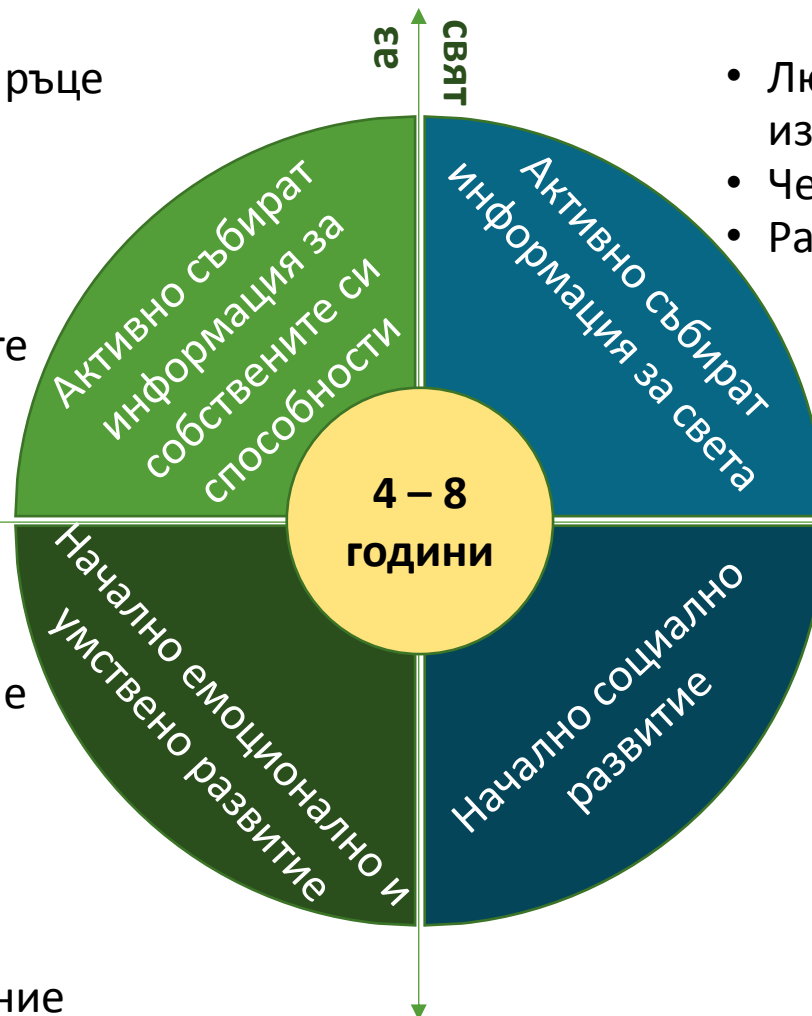 аз
свят
ръце
Активно събират
информация за
собствените си
способности
Активно събират
информация за света
4 – 8
години
Начално емоционално и
умствено развитие
Начално социално
развитие